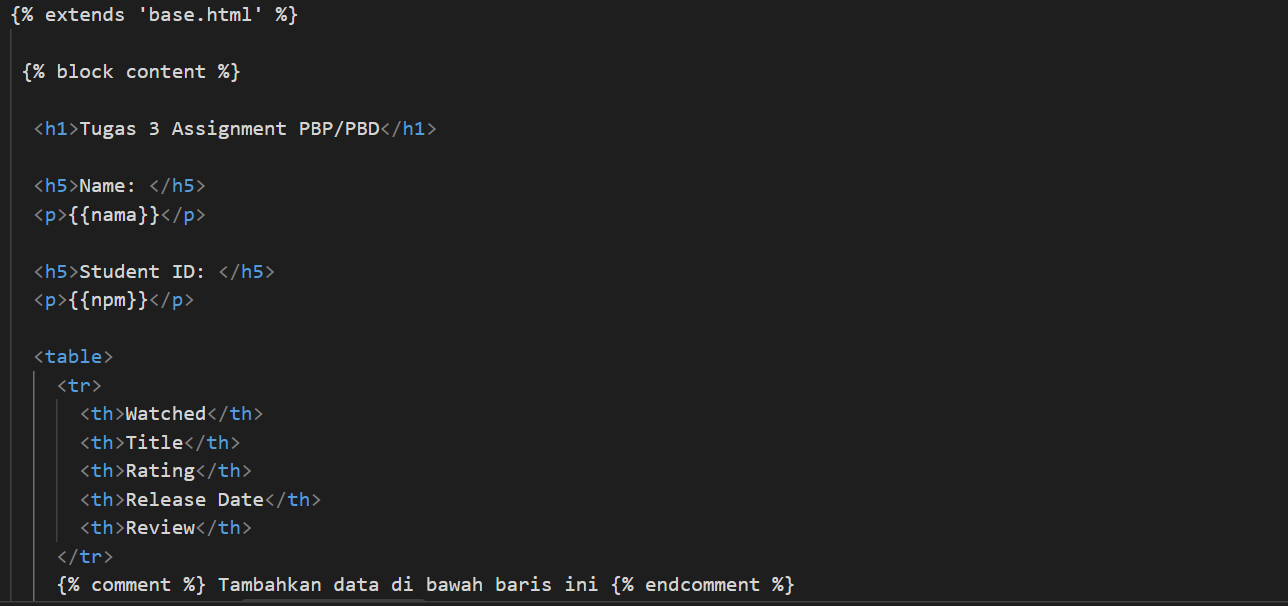 {% extends 'base.html' %}
{% block content %}
<h1>Tugas 3 Assignment PBP/PBD</h1>
<h5>Name: </h5>
<p>{{nama}}</p>
<h5>Student ID: </h5>
<p>{{npm}}</p>
<table>
<tr>
<th>Watched</th>
<th>Title</th>
<th>Rating</th>
<th>Release Date</th>
<th>Review</th>
</tr>
{% comment %} Tambahkan data di bawah baris ini {% endcomment %}